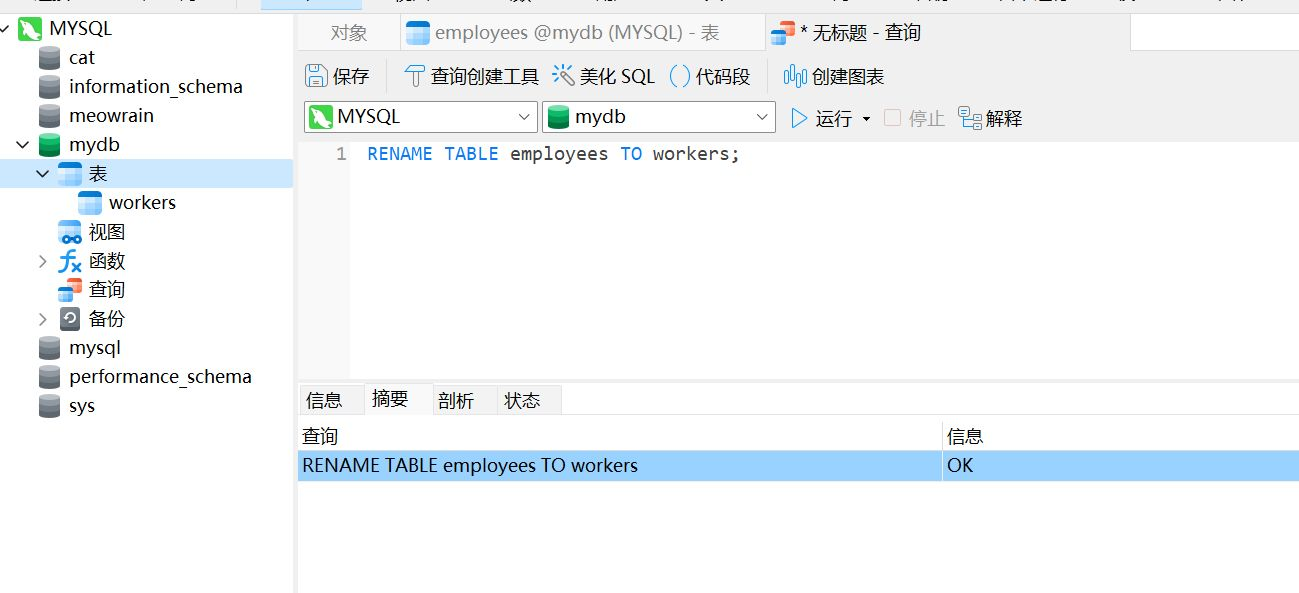 MYSQL
cat
information_schema
meowrain
mydb
表
workers
视图
函数
查询
备份
mysql
performance_schema
sys
对象
employees @mydb (MYSQL) - 表
* 无标题 - 查询
保存
查询创建工具
美化 SQL
代码段
创建图表
MYSQL
mydb
运行
停止
解释
1 RENAME TABLE employees TO workers;
信息 摘要 剖析 状态
查询 信息
RENAME TABLE employees TO workers OK